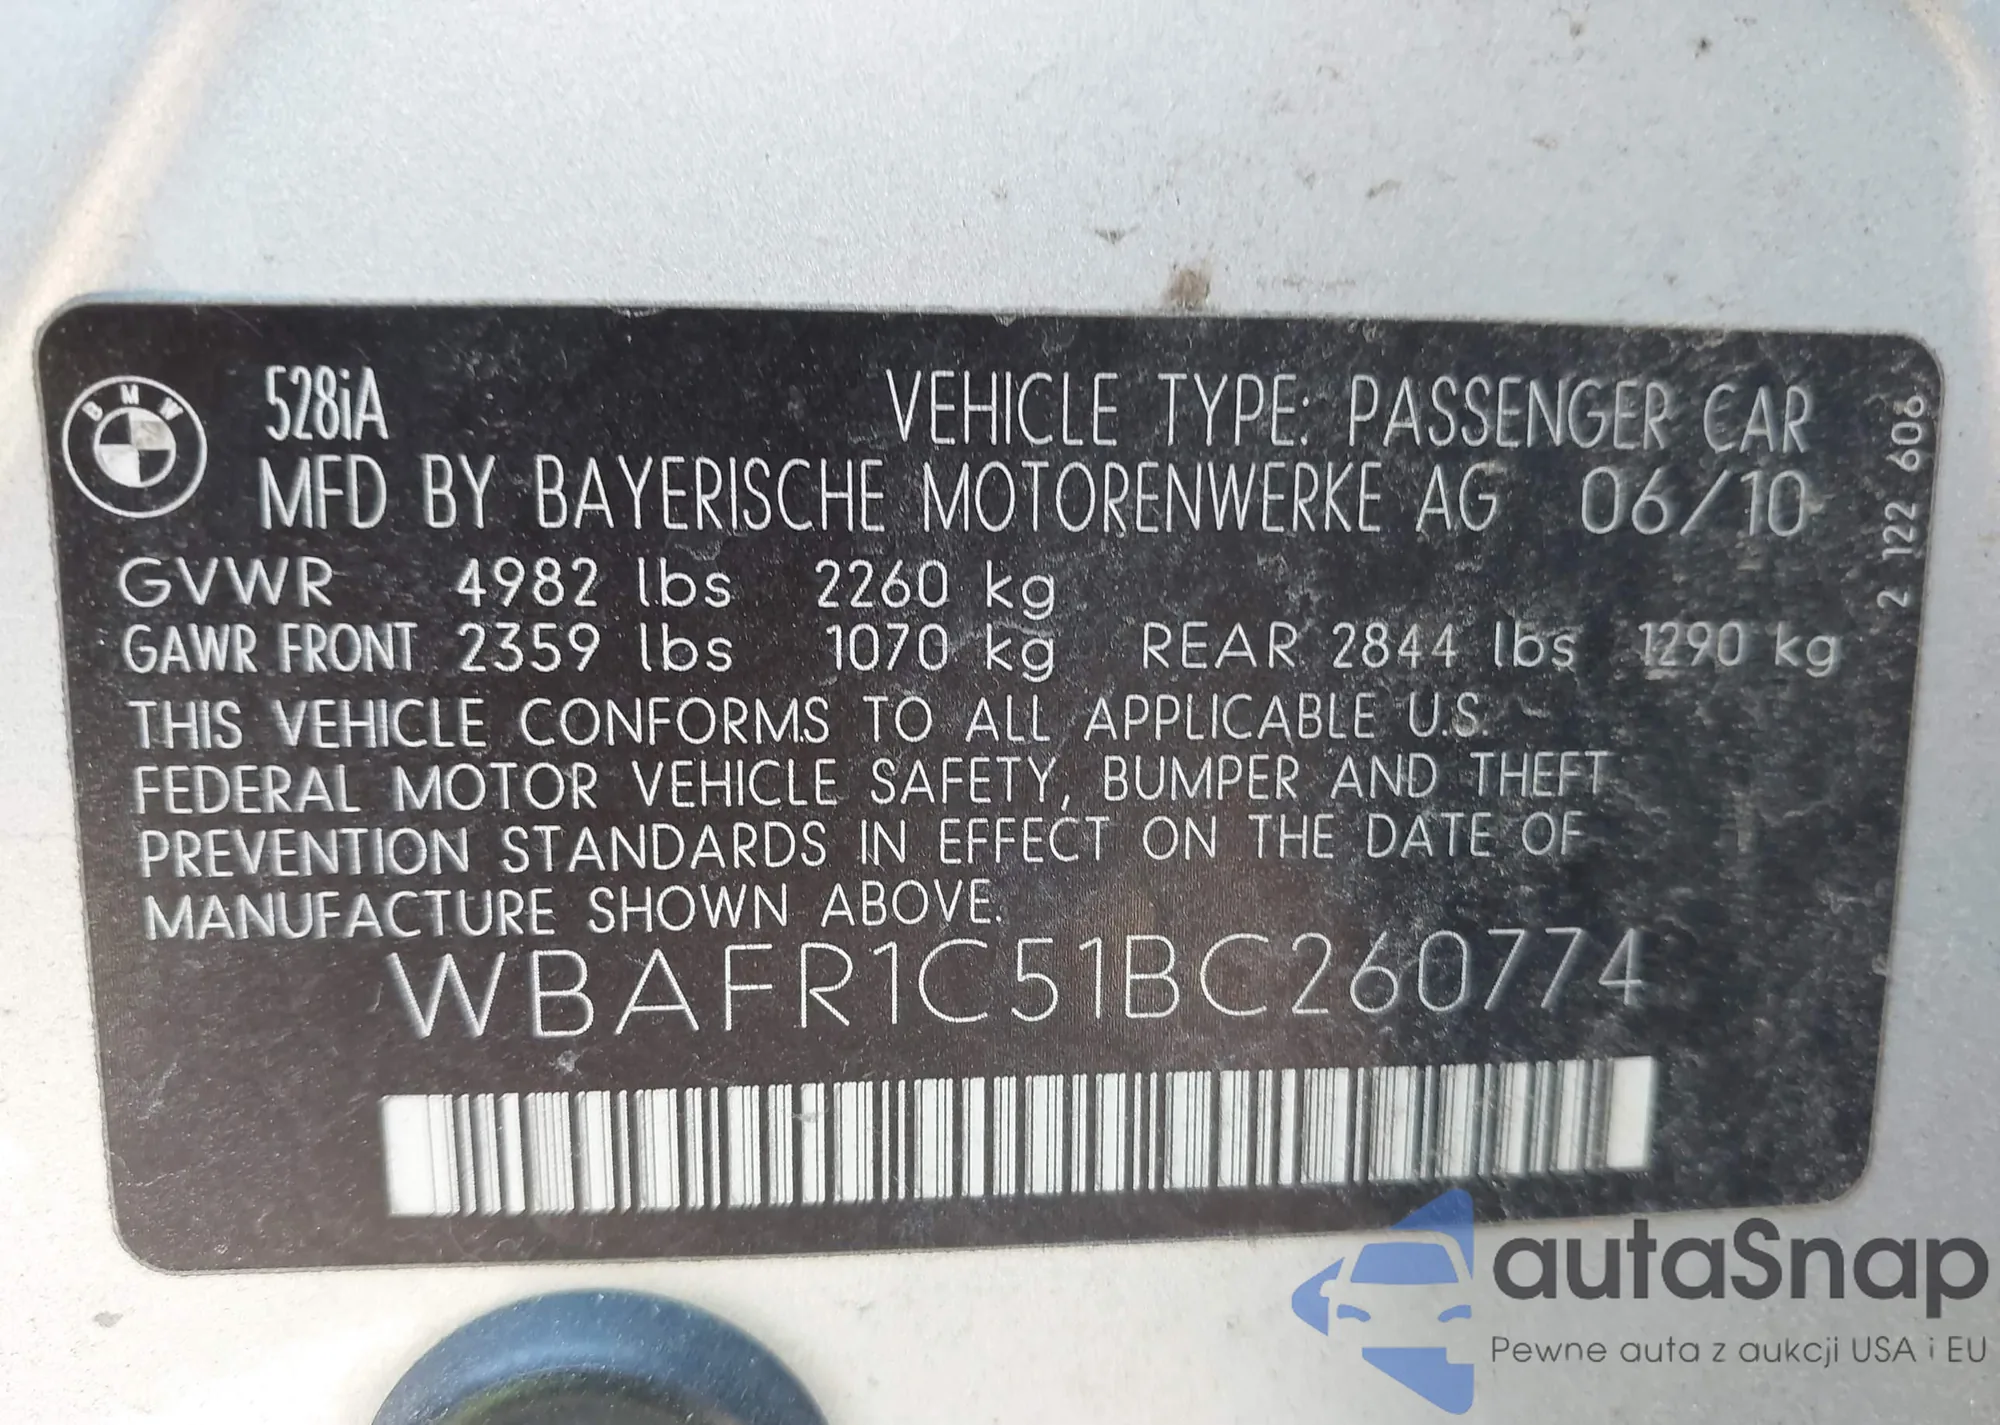 BMW
528iA VEHICLE TYPE: PASSENGER CAR
MFD BY BAYERISCHE MOTORENWERKE AG 06/10
GVWR 4982 lbs 2260 kg
GAWR FRONT 2359 lbs 1070 kg REAR 2844 lbs 1290 kg
THIS VEHICLE CONFORMS TO ALL APPLICABLE U.S.
FEDERAL MOTOR VEHICLE SAFETY, BUMPER AND THEFT
PREVENTION STANDARDS IN EFFECT ON THE DATE OF
MANUFACTURE SHOWN ABOVE.
WBAFR1C51BC260774
2 122 606
autaSnap
Pewne auta z aukcji USA i EU